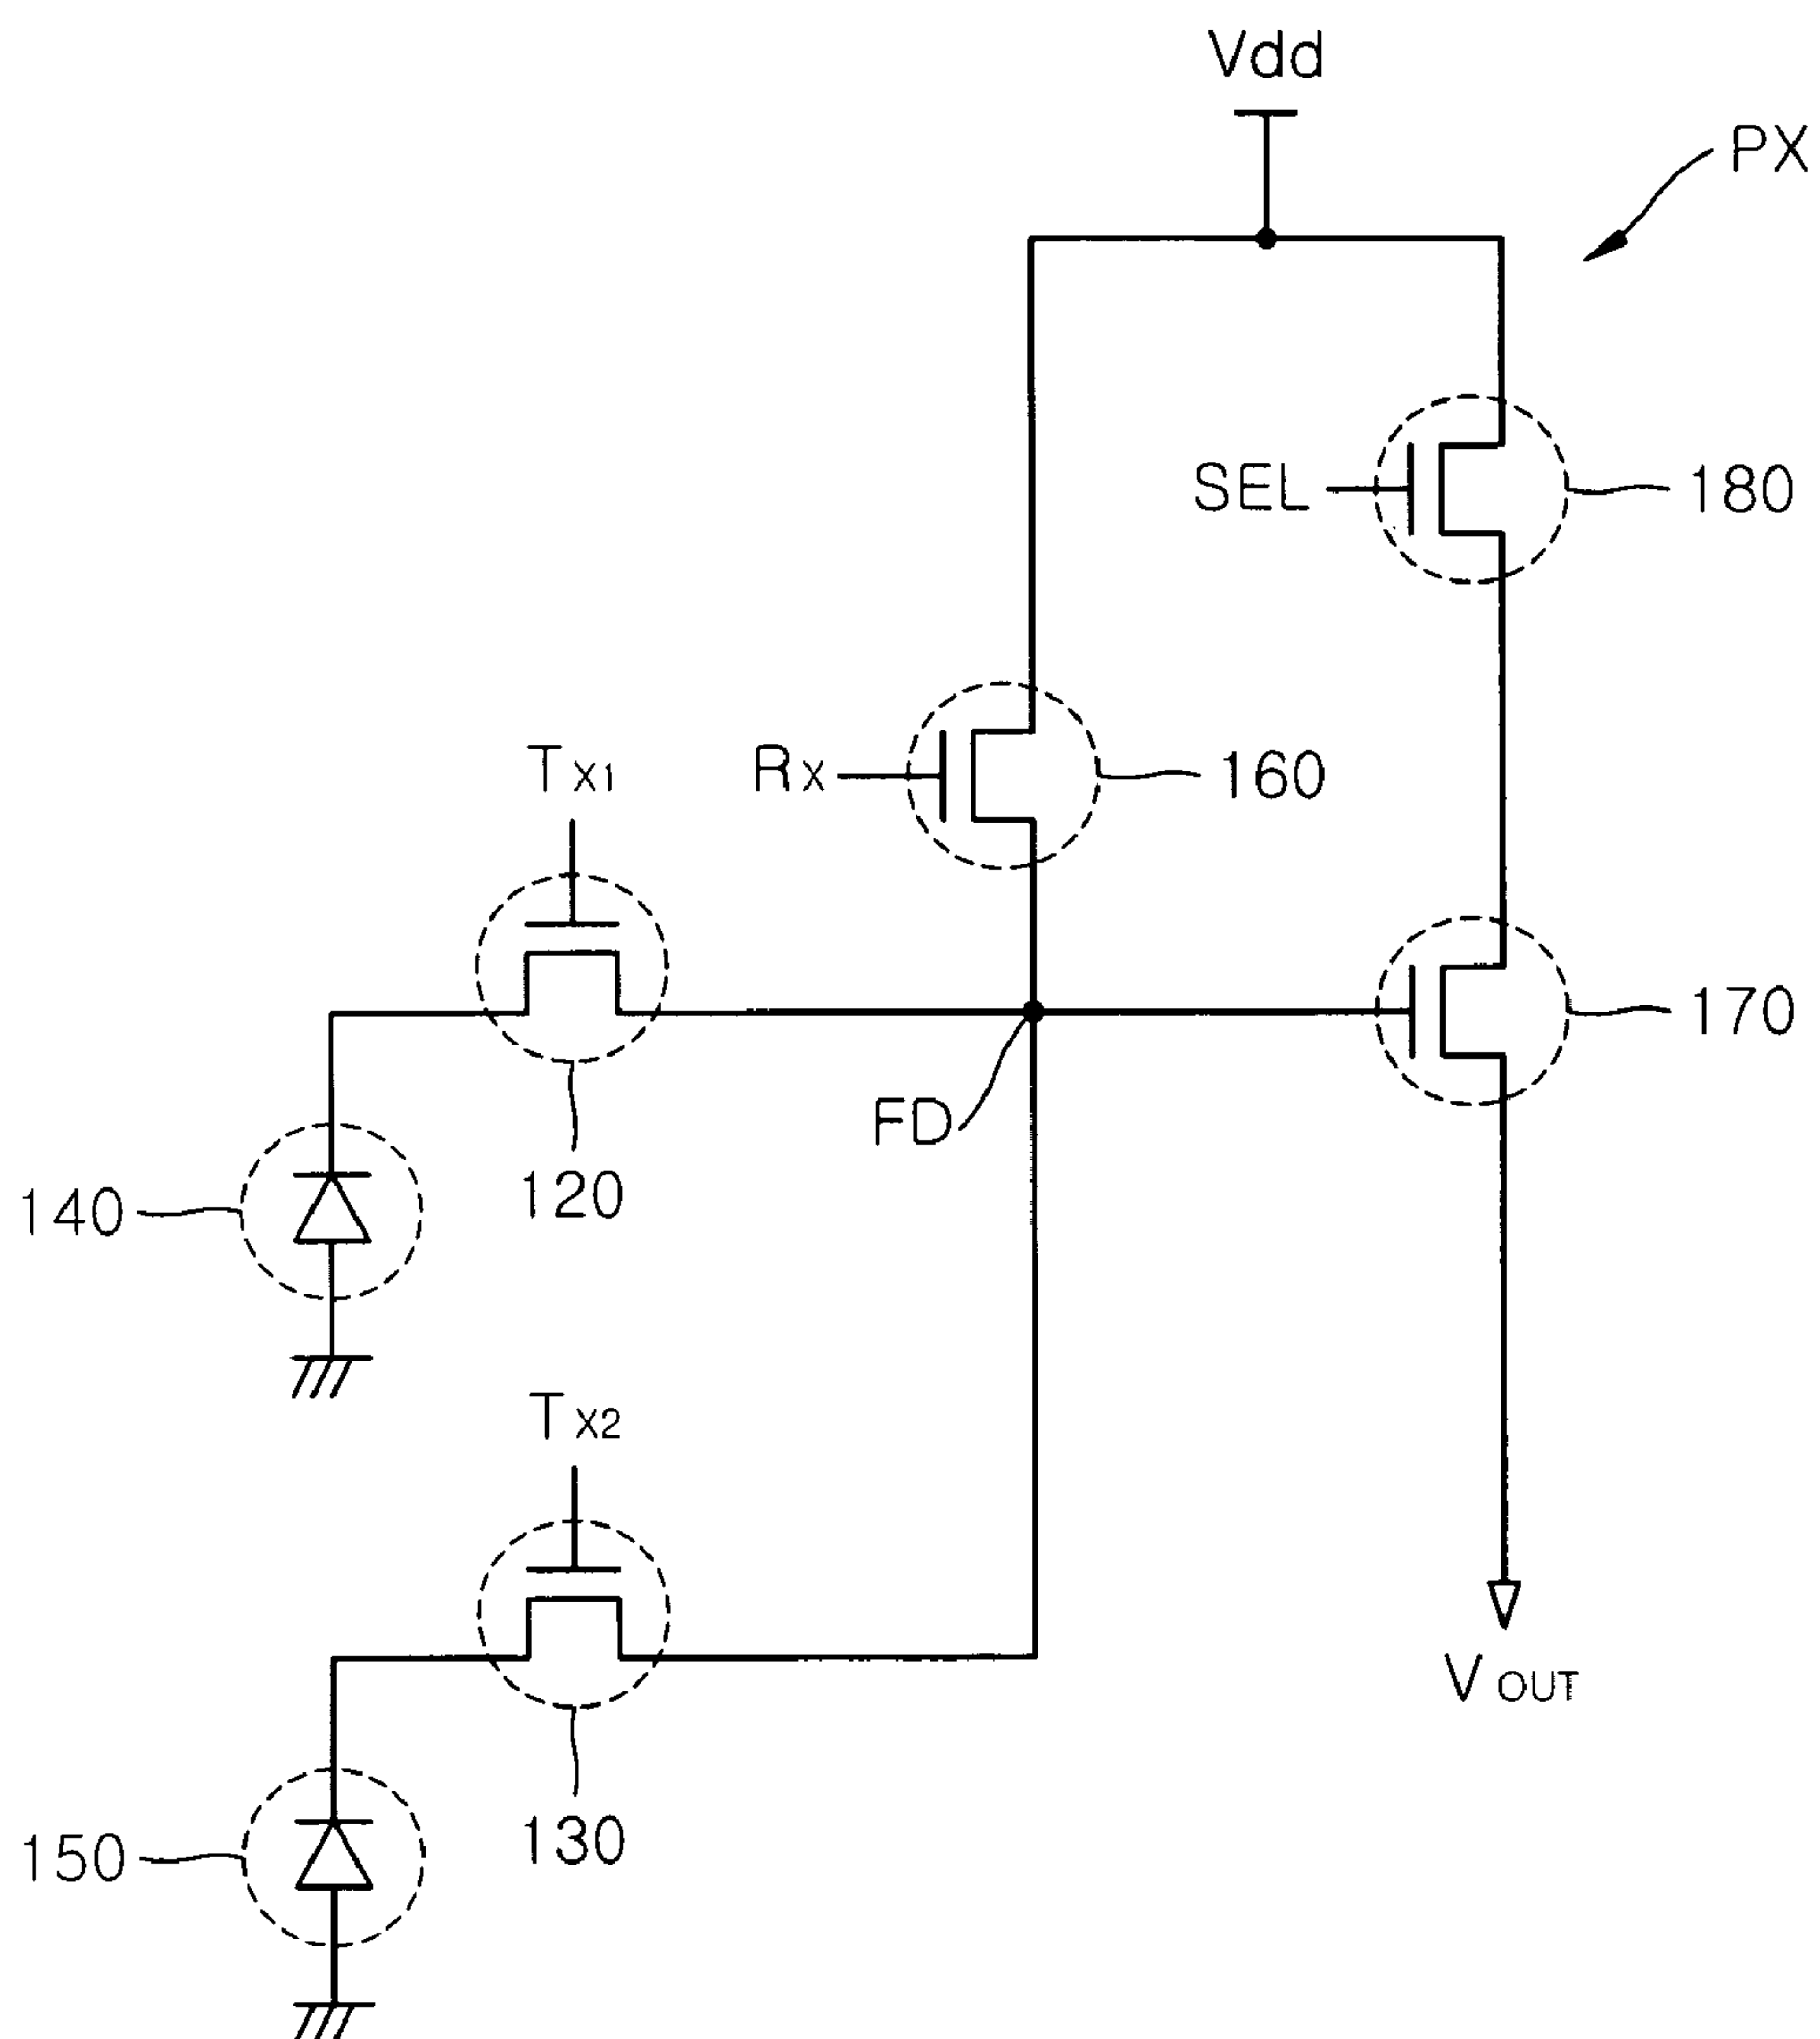 Vdd
PX
SEL
180
Tx1
Rx
160
170
FD
120
140
Tx2
VOUT
130
150